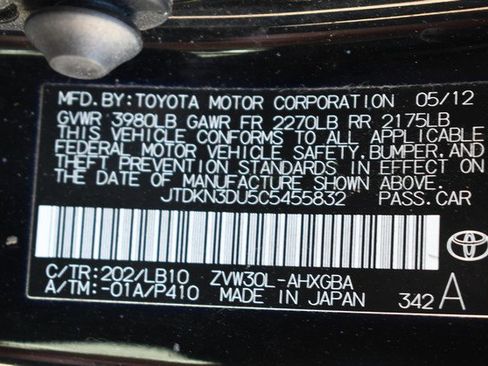 MFD. BY: TOYOTA MOTOR CORPORATION 05/12
GVWR 3980LB GAWR FR 2270LB RR 2175LB
THIS VEHICLE CONFORMS TO ALL APPLICABLE
FEDERAL MOTOR VEHICLE SAFETY, BUMPER, AND
THEFT PREVENTION STANDARDS IN EFFECT ON
THE DATE OF MANUFACTURE SHOWN ABOVE.
JTDKN3DU5C5455832 PASS. CAR
C/TR: 202/LB10 ZVW30L-AHXGBA
A/TM: -01A/P410 MADE IN JAPAN 342 A